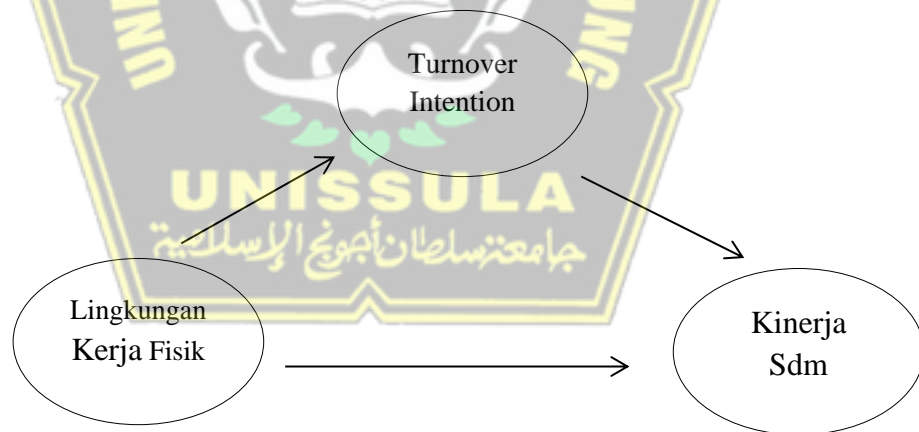 Turnover
Intention
UNISSULA
جامعة سلطان أجونج الإسلامية
Lingkungan
Kerja Fisik
Kinerja
Sdm